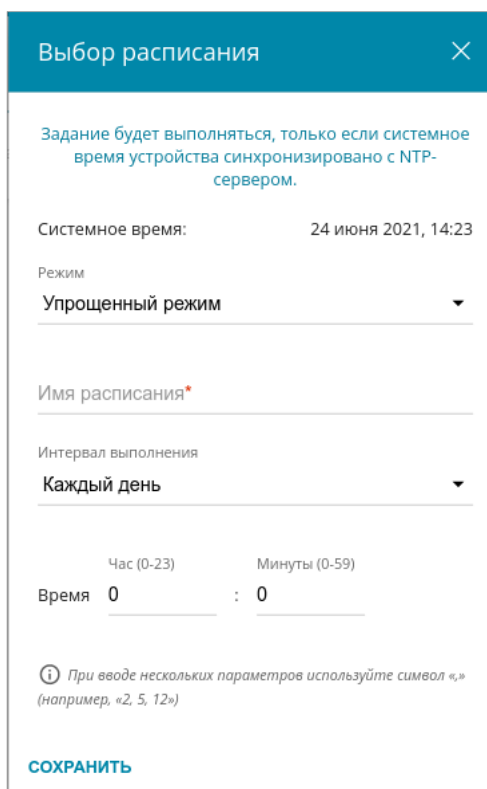 Выбор расписания
Задание будет выполняться, только если системное
время устройства синхронизировано с NTP-
сервером.
Системное время: 24 июня 2021, 14:23
Режим
Упрощенный режим
Имя расписания*
Интервал выполнения
Каждый день
Час (0-23) Минуты (0-59)
Время 0 : 0
При вводе нескольких параметров используйте символ «,»
(например, «2, 5, 12»)
СОХРАНИТЬ